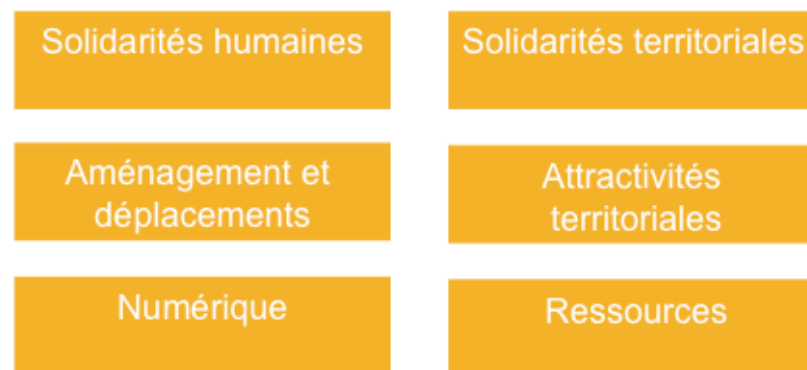 Solidarités humaines
Solidarités territoriales
Aménagement et
déplacements
Attractivités
territoriales
Numérique
Ressources